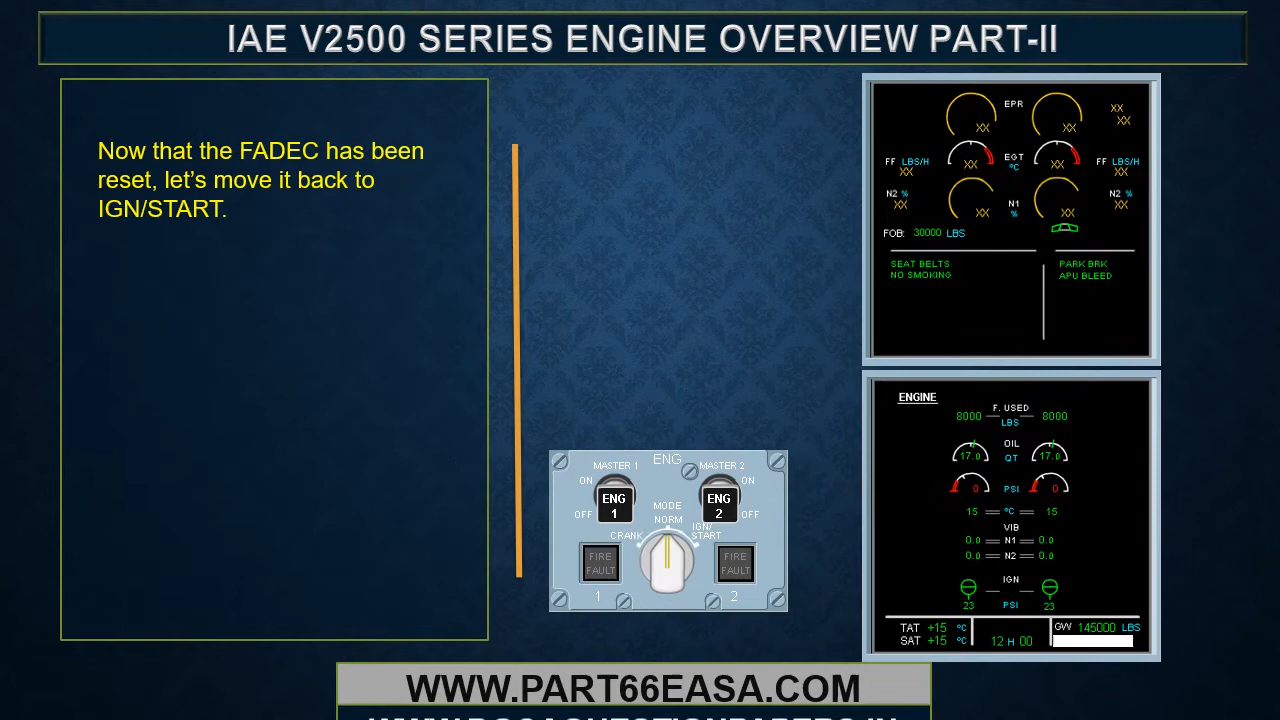 IAE V2500 SERIES ENGINE OVERVIEW PART-II
Now that the FADEC has been
reset, let's move it back to
IGN/START.
EPR
XX
XX
XX
XX
EGT
°C
XX
XX
FF LBS/H
XX
FF LBS/H
XX
N2 %
XX
N1
%
XX
XX
N2 %
XX
FOB: 30000 LBS
SEAT BELTS
NO SMOKING
PARK BRK
APU BLEED
ENG
MASTER 1
MASTER 2
ON
ON
ENG
1
ENG
2
OFF
OFF
MODE
NORM
CRANK
IGN/
START
FIRE
FAULT
FIRE
FAULT
1
2
ENGINE
F. USED
8000 8000
LBS
OIL
17.0 QT 17.0
0 PSI 0
15 °C 15
VIB
0.0 N1 0.0
0.0 N2 0.0
IGN
23 PSI 23
TAT +15 °C
SAT +15 °C
12 H 00
GW 145000 LBS
WWW.PART66EASA.COM